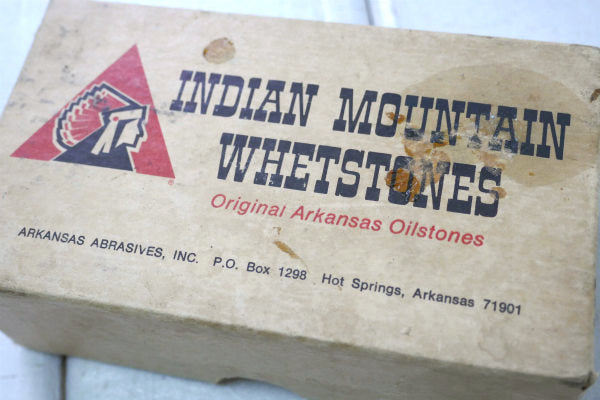 INDIAN MOUNTAIN
WHETSTONES
Original Arkansas Oilstones
ARKANSAS ABRASIVES, INC. P.O. Box 1298 Hot Springs, Arkansas 71901
®